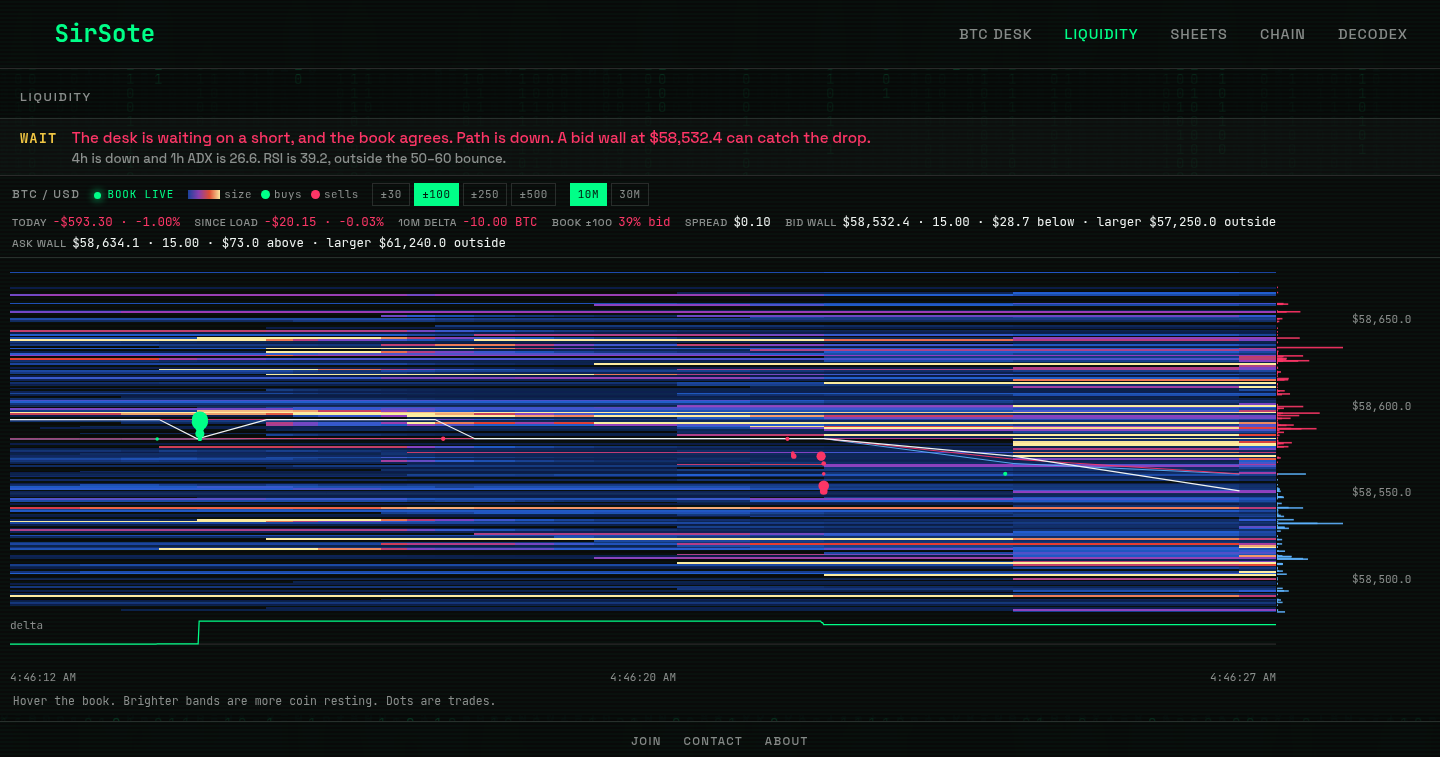 SirSote
BTC DESK LIQUIDITY SHEETS CHAIN DECODEX
LIQUIDITY
WAIT The desk is waiting on a short, and the book agrees. Path is down. A bid wall at $58,532.4 can catch the drop.
4h is down and 1h ADX is 26.6. RSI is 39.2, outside the 50–60 bounce.
BTC / USD BOOK LIVE size buys sells ±30 ±100 ±250 ±500 10M 30M
TODAY -$593.30 · -1.00% SINCE LOAD -$20.15 · -0.03% 10M DELTA -10.00 BTC BOOK ±100 39% bid SPREAD $0.10 BID WALL $58,532.4 · 15.00 · $28.7 below · larger $57,250.0 outside
ASK WALL $58,634.1 · 15.00 · $73.0 above · larger $61,240.0 outside
$58,650.0
$58,600.0
$58,550.0
$58,500.0
delta
4:46:12 AM 4:46:20 AM 4:46:27 AM
Hover the book. Brighter bands are more coin resting. Dots are trades.
JOIN CONTACT ABOUT